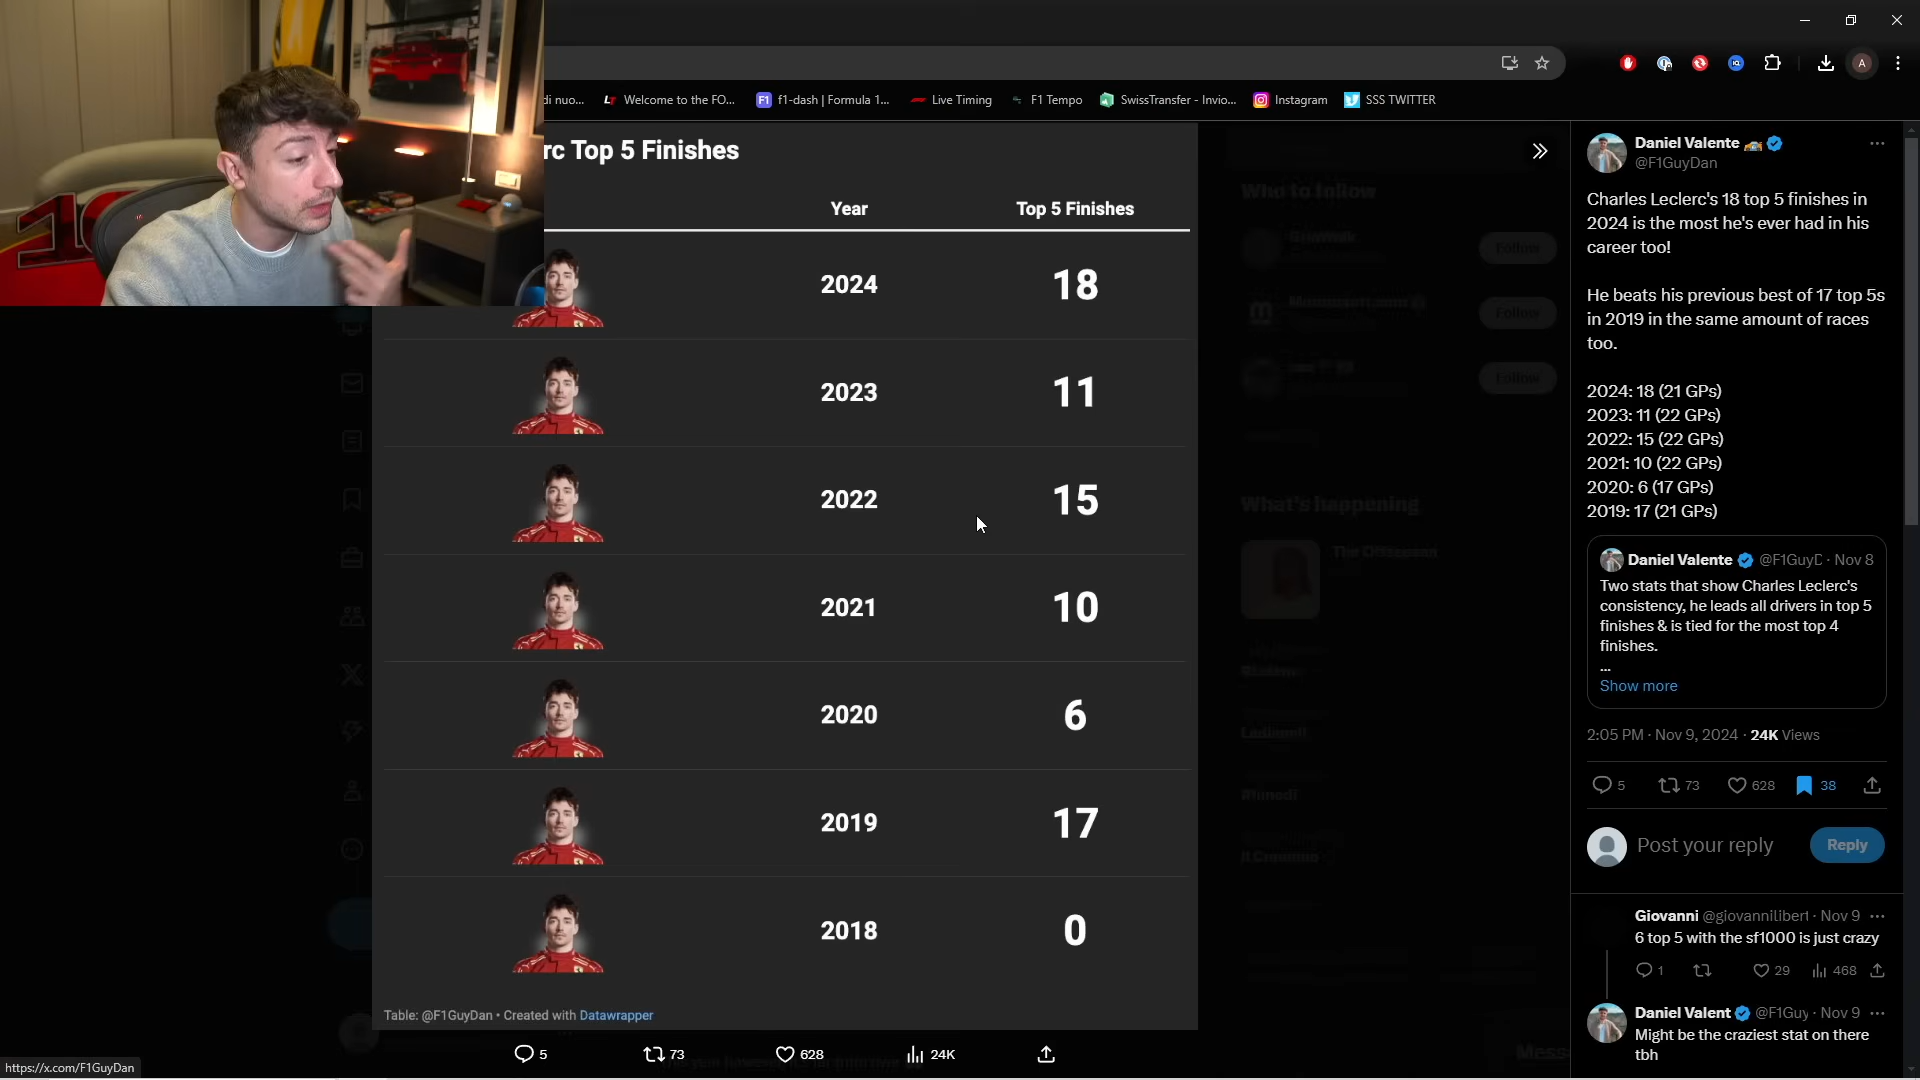 di nuo...
Welcome to the FO...
f1-dash | Formula 1...
Live Timing
F1 Tempo
SwissTransfer - Invio...
Instagram
SSS TWITTER
A
rc Top 5 Finishes
Year
Top 5 Finishes
2024
18
2023
11
2022
15
2021
10
2020
6
2019
17
2018
0
Table: @F1GuyDan • Created with Datawrapper
5
73
628
24K
https://x.com/F1GuyDan
Who to follow
Follow
Follow
Follow
What's happening
Daniel Valente
@F1GuyDan
Charles Leclerc's 18 top 5 finishes in
2024 is the most he's ever had in his
career too!
He beats his previous best of 17 top 5s
in 2019 in the same amount of races
too.
2024: 18 (21 GPs)
2023: 11 (22 GPs)
2022: 15 (22 GPs)
2021: 10 (22 GPs)
2020: 6 (17 GPs)
2019: 17 (21 GPs)
Daniel Valente @F1GuyD · Nov 8
Two stats that show Charles Leclerc's
consistency, he leads all drivers in top 5
finishes & is tied for the most top 4
finishes.
...
Show more
2:05 PM · Nov 9, 2024 · 24K Views
5
73
628
38
Post your reply
Reply
Giovanni @giovannilibert · Nov 9
6 top 5 with the sf1000 is just crazy
1
29
468
Daniel Valent @F1Guy · Nov 9
Might be the craziest stat on there
tbh